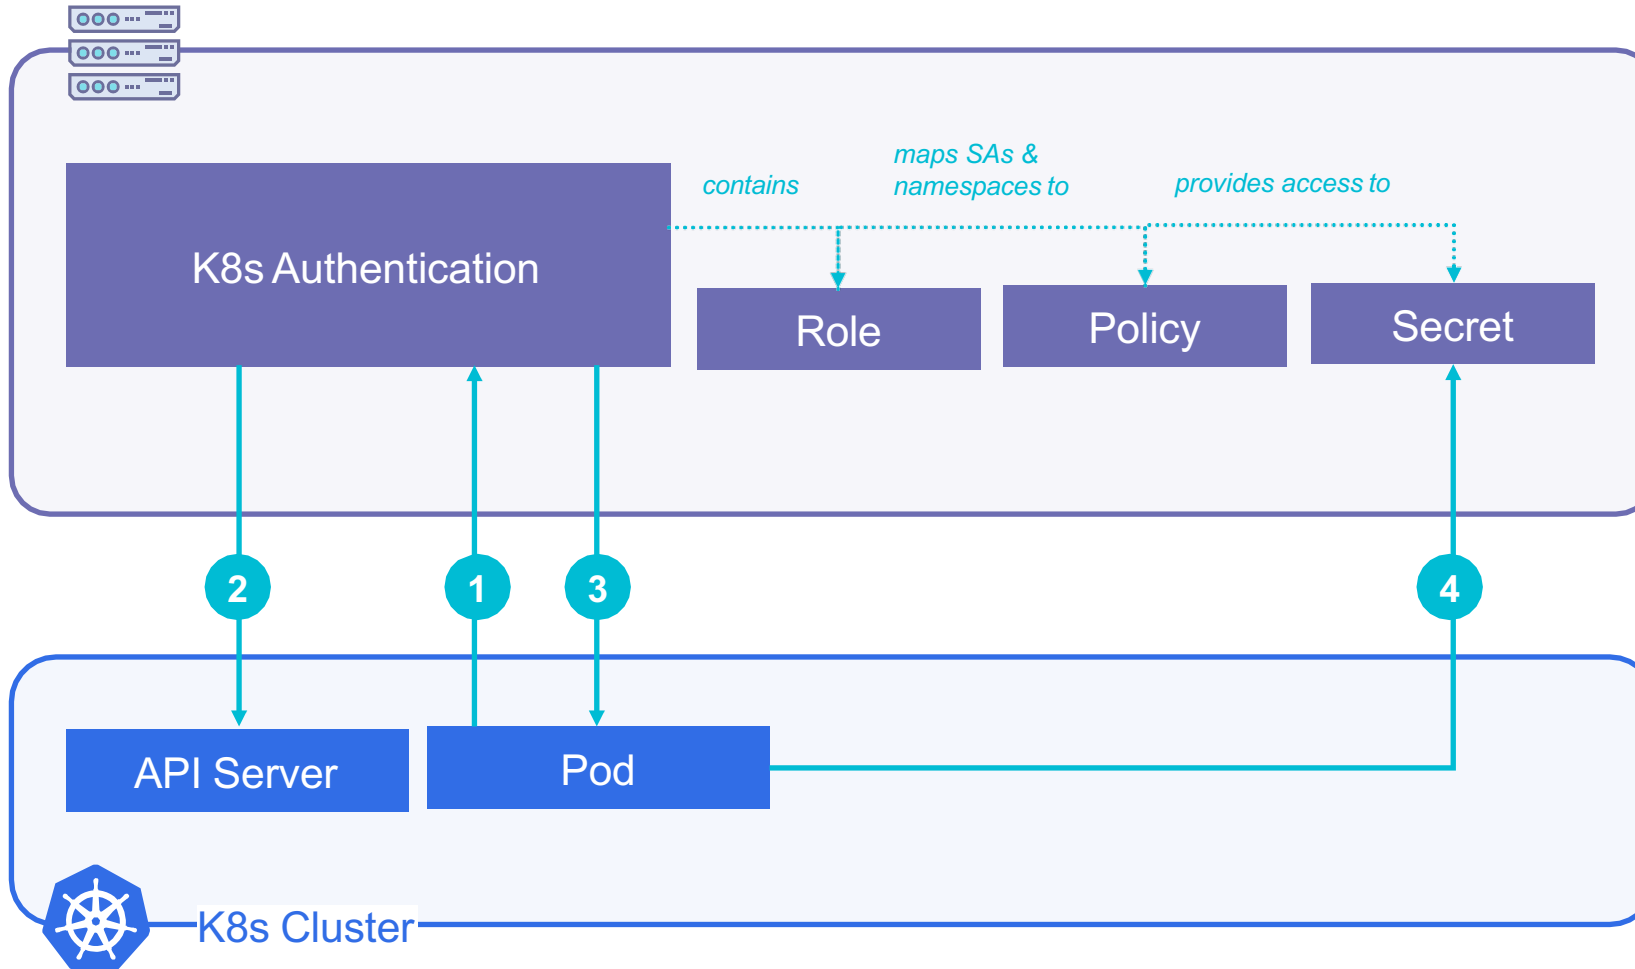 contains
maps SAs &
namespaces to
provides access to
K8s Authentication
Role
Policy
Secret
2
1
3
4
API Server
Pod
K8s Cluster